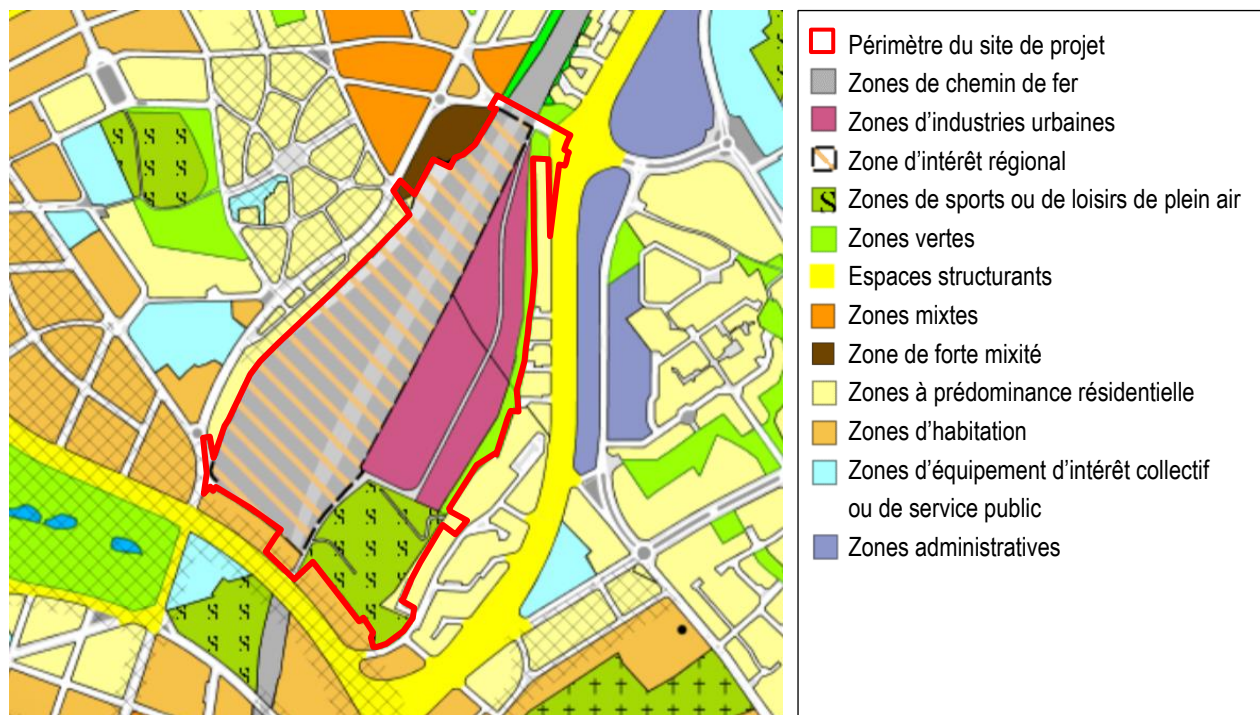 Périmètre du site de projet
Zones de chemin de fer
Zones d'industries urbaines
Zone d'intérêt régional
S Zones de sports ou de loisirs de plein air
Zones vertes
Espaces structurants
Zones mixtes
Zone de forte mixité
Zones à prédominance résidentielle
Zones d'habitation
Zones d'équipement d'intérêt collectif
ou de service public
Zones administratives